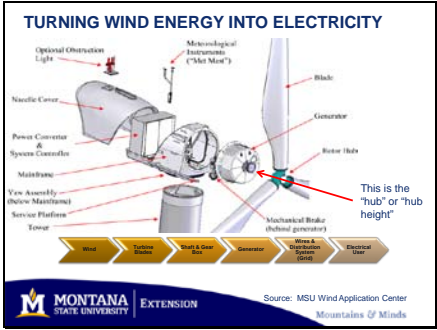 TURNING WIND ENERGY INTO ELECTRICITY
Optional Obstruction
Light
Meteorological
Instruments
("Met Mast")
Blade
Nacelle Cover
Generator
Power Converter
&
System Controller
Rotor Hub
Mainframe
Yaw Assembly
(below Mainframe)
Service Platform
Tower
Mechanical Brake
(behind generator)
This is the
"hub" or "hub
height"
Wind
Turbine
Blades
Shaft & Gear
Box
Generator
Wires &
Distribution
System
(Grid)
Electrical
User
M
MONTANA
STATE UNIVERSITY
EXTENSION
Source: MSU Wind Application Center
Mountains & Minds